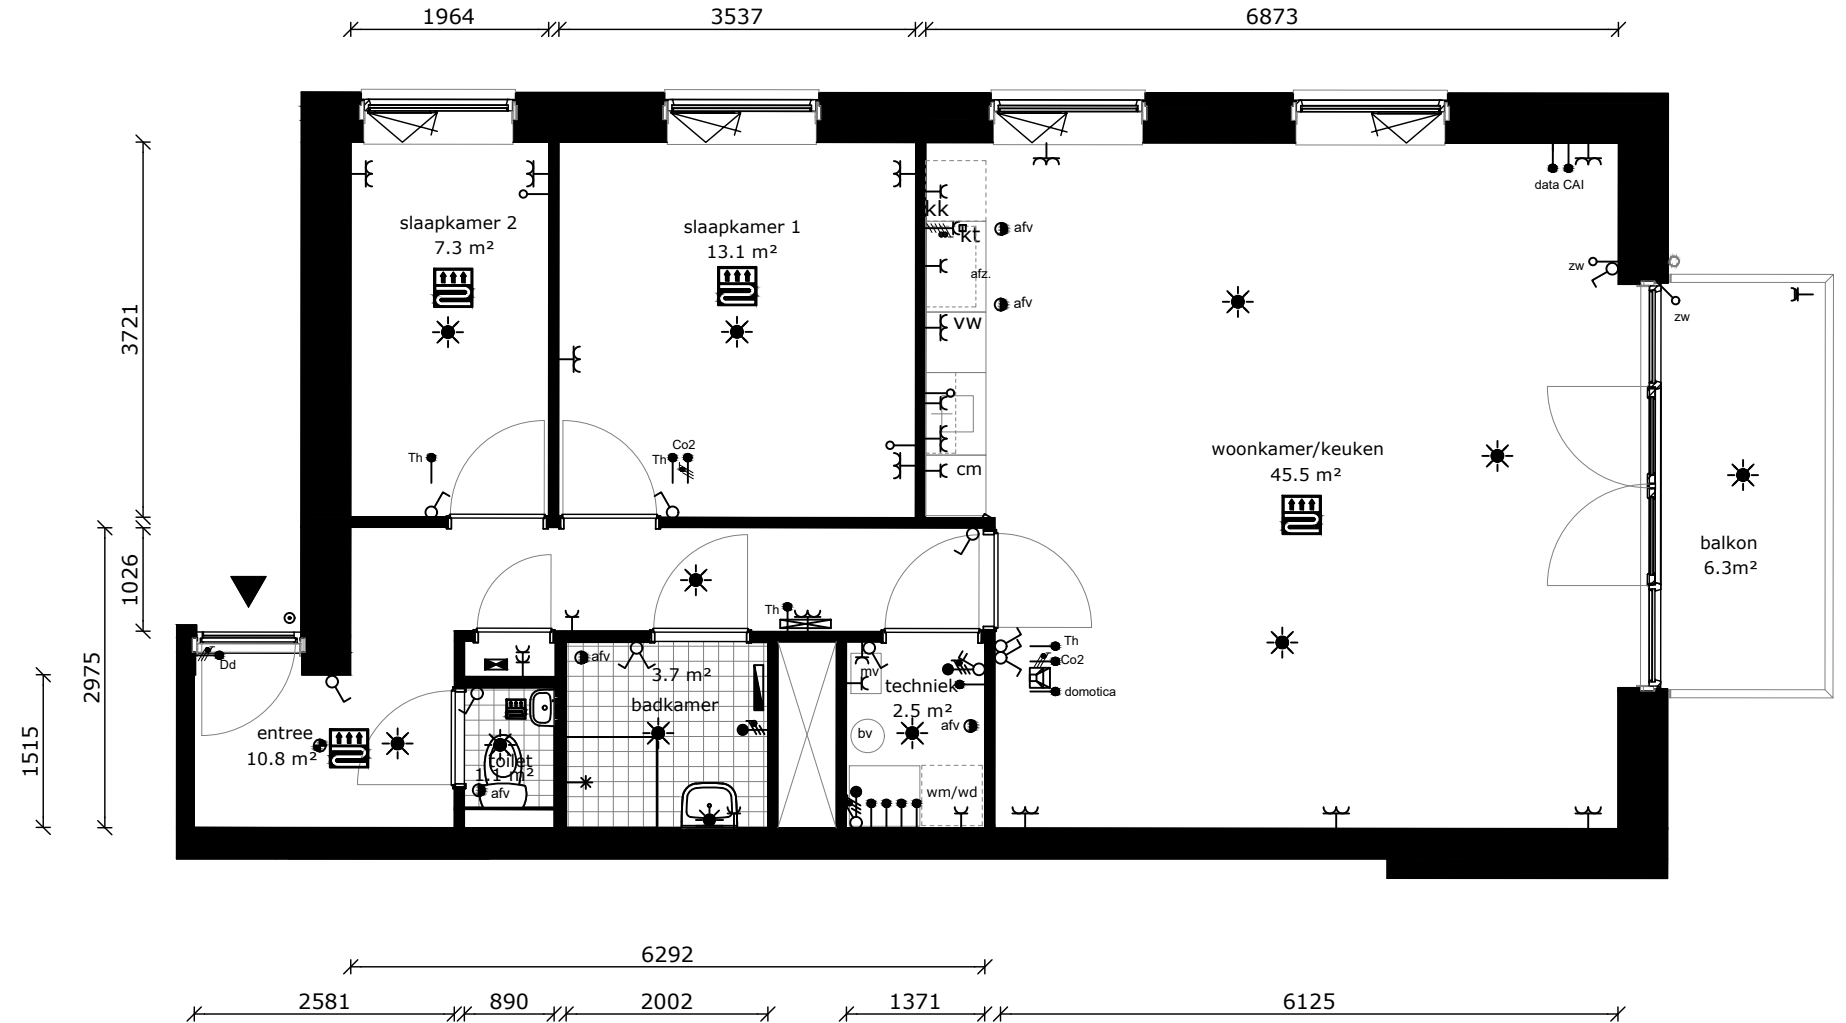 1964
3537
6873
data CAI
slaapkamer 2
7.3 m²
slaapkamer 1
13.1 m²
kk
kt
afv
afz.
afv
vw
zw
zw
3721
Th
Th
Co2
cm
woonkamer/keuken
45.5 m²
balkon
6.3m²
1026
2975
1515
Dd
Th
afv
3.7 m²
badkamer
mv
techniek
2.5 m²
afv
bv
wm/wd
Th
Co2
domotica
entree
10.8 m²
toilet
1.1 m²
afv
6292
2581
890
2002
1371
6125